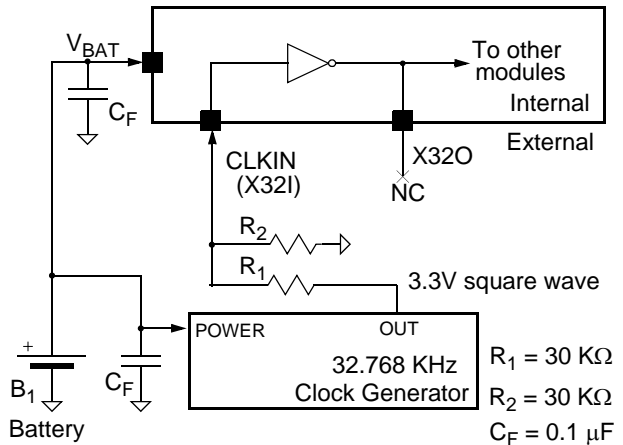 V_BAT
C_F
To other
modules
Internal
External
CLKIN
(X32I)
X32O
NC
R_2
R_1
3.3V square wave
POWER
OUT
32.768 KHz
Clock Generator
+
B_1
Battery
C_F
R_1 = 30 KΩ
R_2 = 30 KΩ
C_F = 0.1 μF